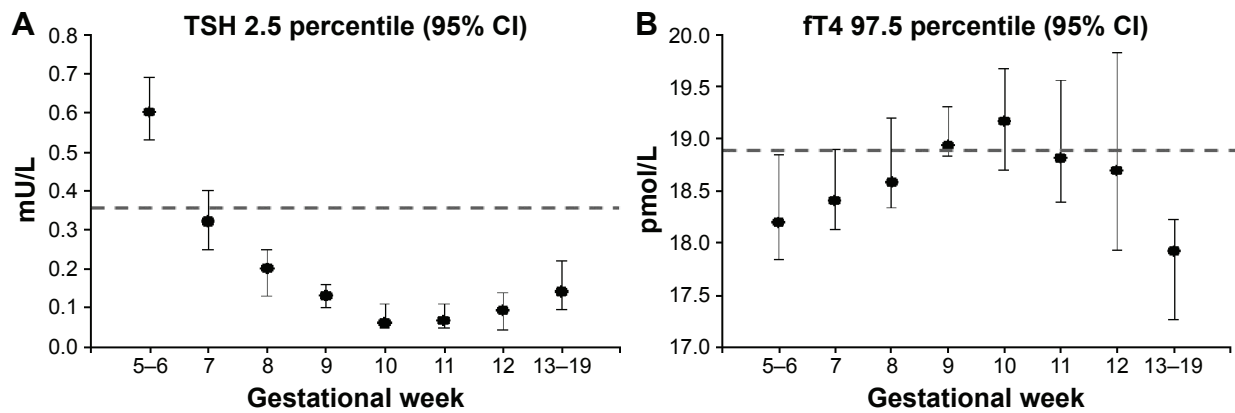 A
TSH 2.5 percentile (95% CI)
0.8
0.7
0.6
0.5
0.4
0.3
0.2
0.1
0.0
mU/L
5–6 7 8 9 10 11 12 13–19
Gestational week
B
fT4 97.5 percentile (95% CI)
20.0
19.5
19.0
18.5
18.0
17.5
17.0
pmol/L
5–6 7 8 9 10 11 12 13–19
Gestational week